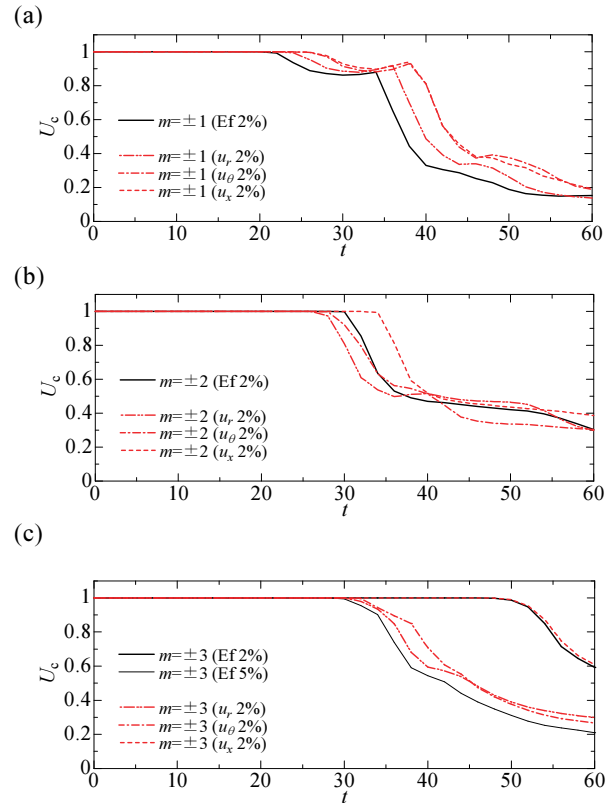 (a)
1
0.8
0.6
0.4
0.2
0
U_c
m=±1 (Ef 2%)
m=±1 (u_r 2%)
m=±1 (u_θ 2%)
m=±1 (u_x 2%)
0 10 20 30 40 50 60
t
(b)
1
0.8
0.6
0.4
0.2
0
U_c
m=±2 (Ef 2%)
m=±2 (u_r 2%)
m=±2 (u_θ 2%)
m=±2 (u_x 2%)
0 10 20 30 40 50 60
t
(c)
1
0.8
0.6
0.4
0.2
0
U_c
m=±3 (Ef 2%)
m=±3 (Ef 5%)
m=±3 (u_r 2%)
m=±3 (u_θ 2%)
m=±3 (u_x 2%)
0 10 20 30 40 50 60
t